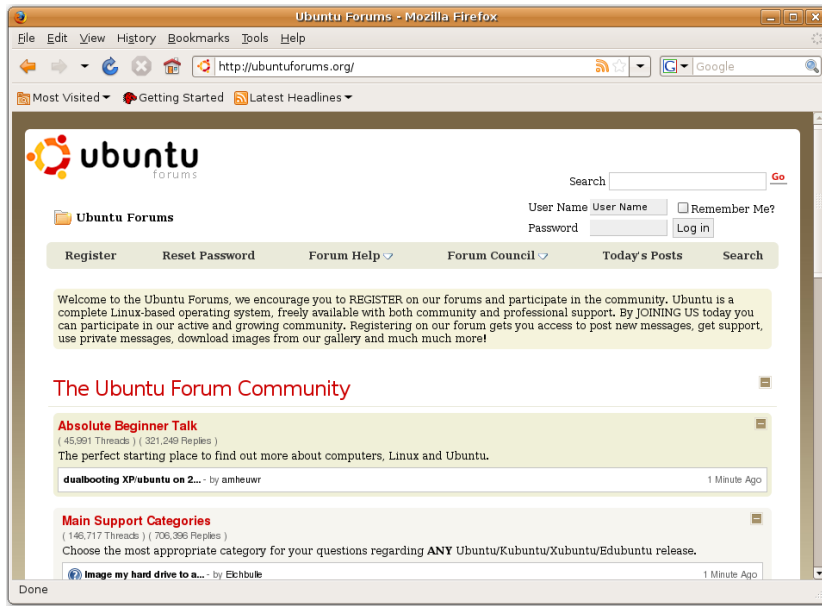 Ubuntu Forums - Mozilla Firefox
File Edit View History Bookmarks Tools Help
http://ubuntuforums.org/
G Google
Most Visited Getting Started Latest Headlines
ubuntu
forums
Search Go
User Name User Name Remember Me?
Ubuntu Forums
Password Log in
Register Reset Password Forum Help Forum Council Today's Posts Search
Welcome to the Ubuntu Forums, we encourage you to REGISTER on our forums and participate in the community. Ubuntu is a
complete Linux-based operating system, freely available with both community and professional support. By JOINING US today you
can participate in our active and growing community. Registering on our forum gets you access to post new messages, get support,
use private messages, download images from our gallery and much much more!
The Ubuntu Forum Community
Absolute Beginner Talk
( 45,991 Threads ) ( 321,249 Replies )
The perfect starting place to find out more about computers, Linux and Ubuntu.
dualbooting XP/ubuntu on 2... - by amheuwr 1 Minute Ago
Main Support Categories
( 146,717 Threads ) ( 706,396 Replies )
Choose the most appropriate category for your questions regarding ANY Ubuntu/Kubuntu/Xubuntu/Edubuntu release.
Image my hard drive to a... - by Elchbulle 1 Minute Ago
Done